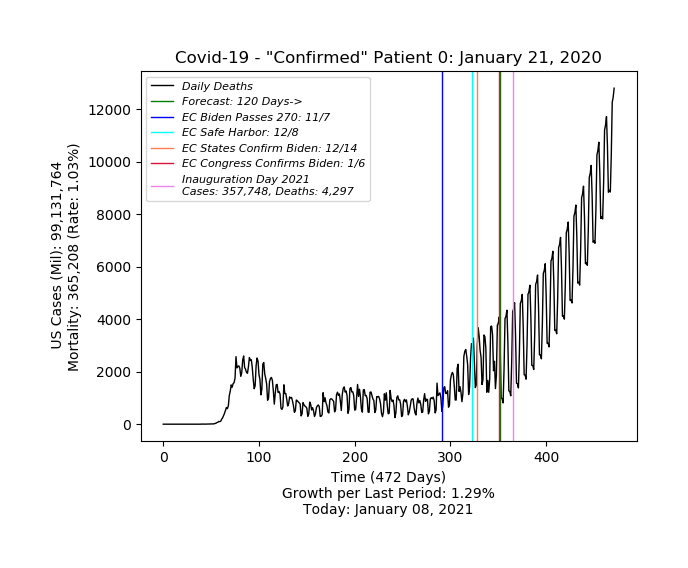 Covid-19 - "Confirmed" Patient 0: January 21, 2020
Daily Deaths
Forecast: 120 Days->
EC Biden Passes 270: 11/7
EC Safe Harbor: 12/8
EC States Confirm Biden: 12/14
EC Congress Confirms Biden: 1/6
Inauguration Day 2021
Cases: 357,748, Deaths: 4,297
US Cases (Mil): 99,131,764
Mortality: 365,208 (Rate: 1.03%)
12000
10000
8000
6000
4000
2000
0
0 100 200 300 400
Time (472 Days)
Growth per Last Period: 1.29%
Today: January 08, 2021